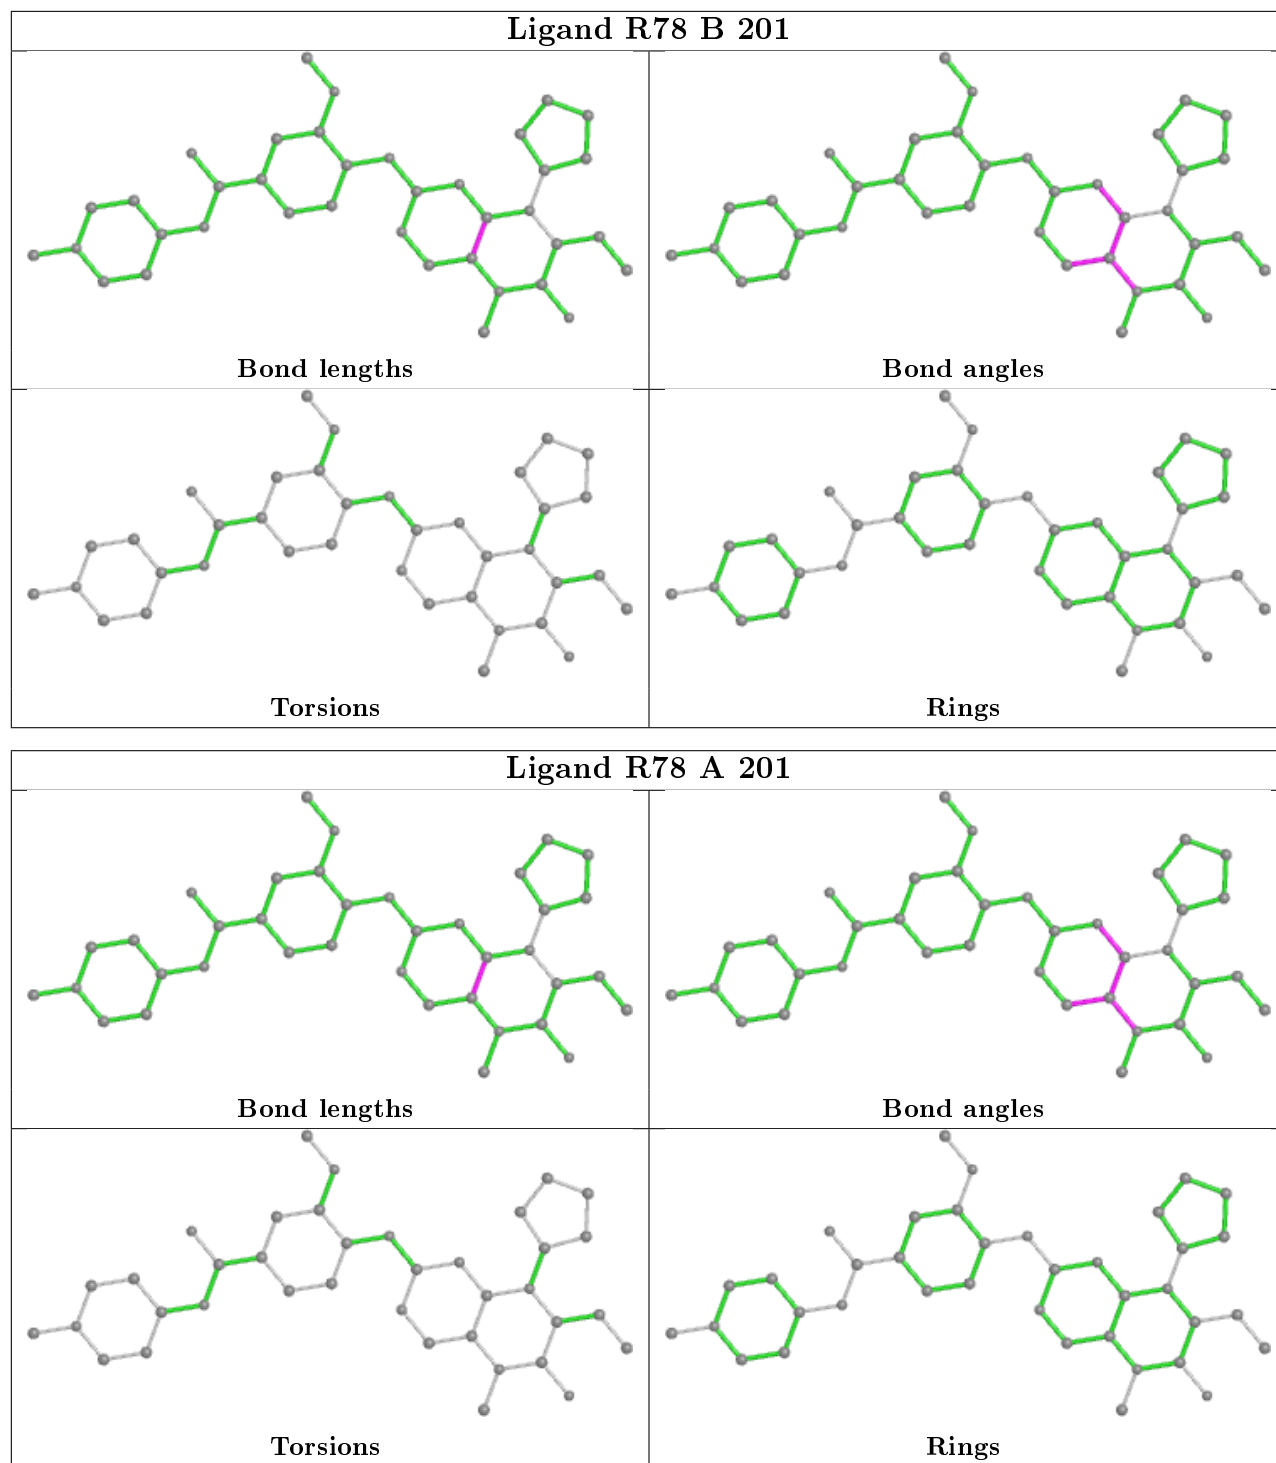 Ligand R78 B 201
Bond lengths
Bond angles
Torsions
Rings
Ligand R78 A 201
Bond lengths
Bond angles
Torsions
Rings